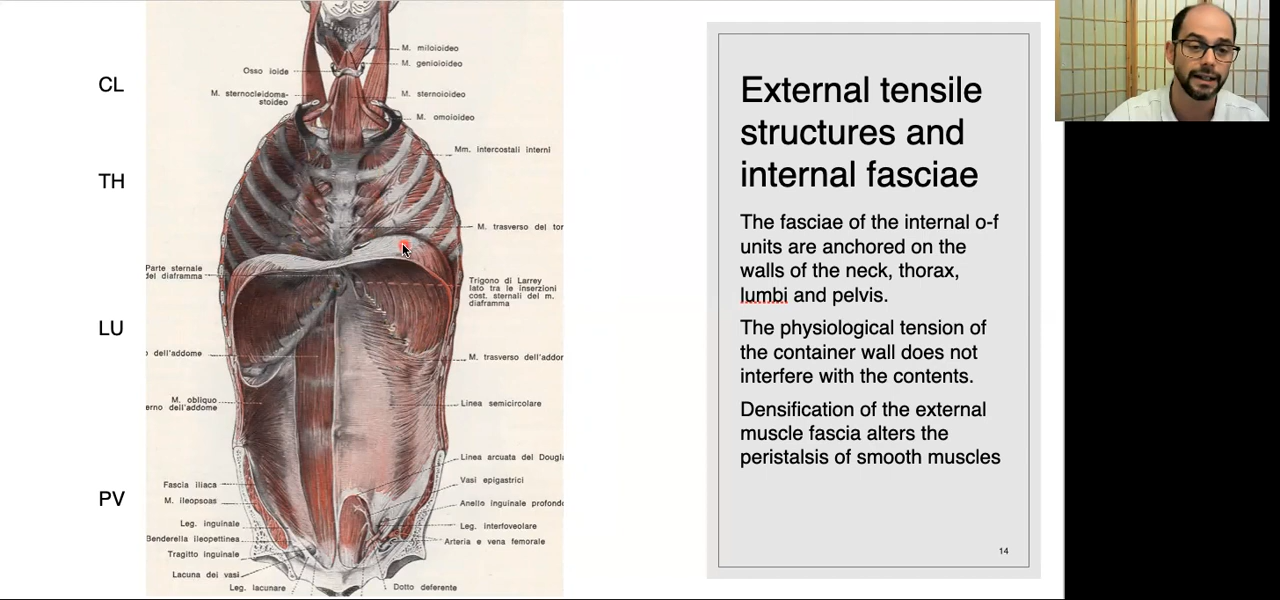 CL
TH
LU
PV
M. miloioideo
M. genioioideo
Osso ioide
M. sternocleidoma-
stoideo
M. sternoioideo
M. omoioideo
Mm. intercostali interni
M. trasverso del tor
Parte sternale
del diaframma
Trigono di Larrey
lato tra le inserzioni
cost. sternali del m.
diaframma
o dell'addome
M. trasverso dell'addor
M. obliquo
erno dell'addome
Linea semicircolare
Linea arcuata del Dougl
Fascia iliaca
Vasi epigastrici
M. ileopsoas
Anello inguinale profond
Leg. inguinale
Leg. interfoveolare
Benderella ileopettinea
Arteria e vena femorale
Tragitto inguinale
Lacuna dei vasi
Leg. lacunare
Dotto deferente
External tensile
structures and
internal fasciae
The fasciae of the internal o-f
units are anchored on the
walls of the neck, thorax,
lumbi and pelvis.
The physiological tension of
the container wall does not
interfere with the contents.
Densification of the external
muscle fascia alters the
peristalsis of smooth muscles
14